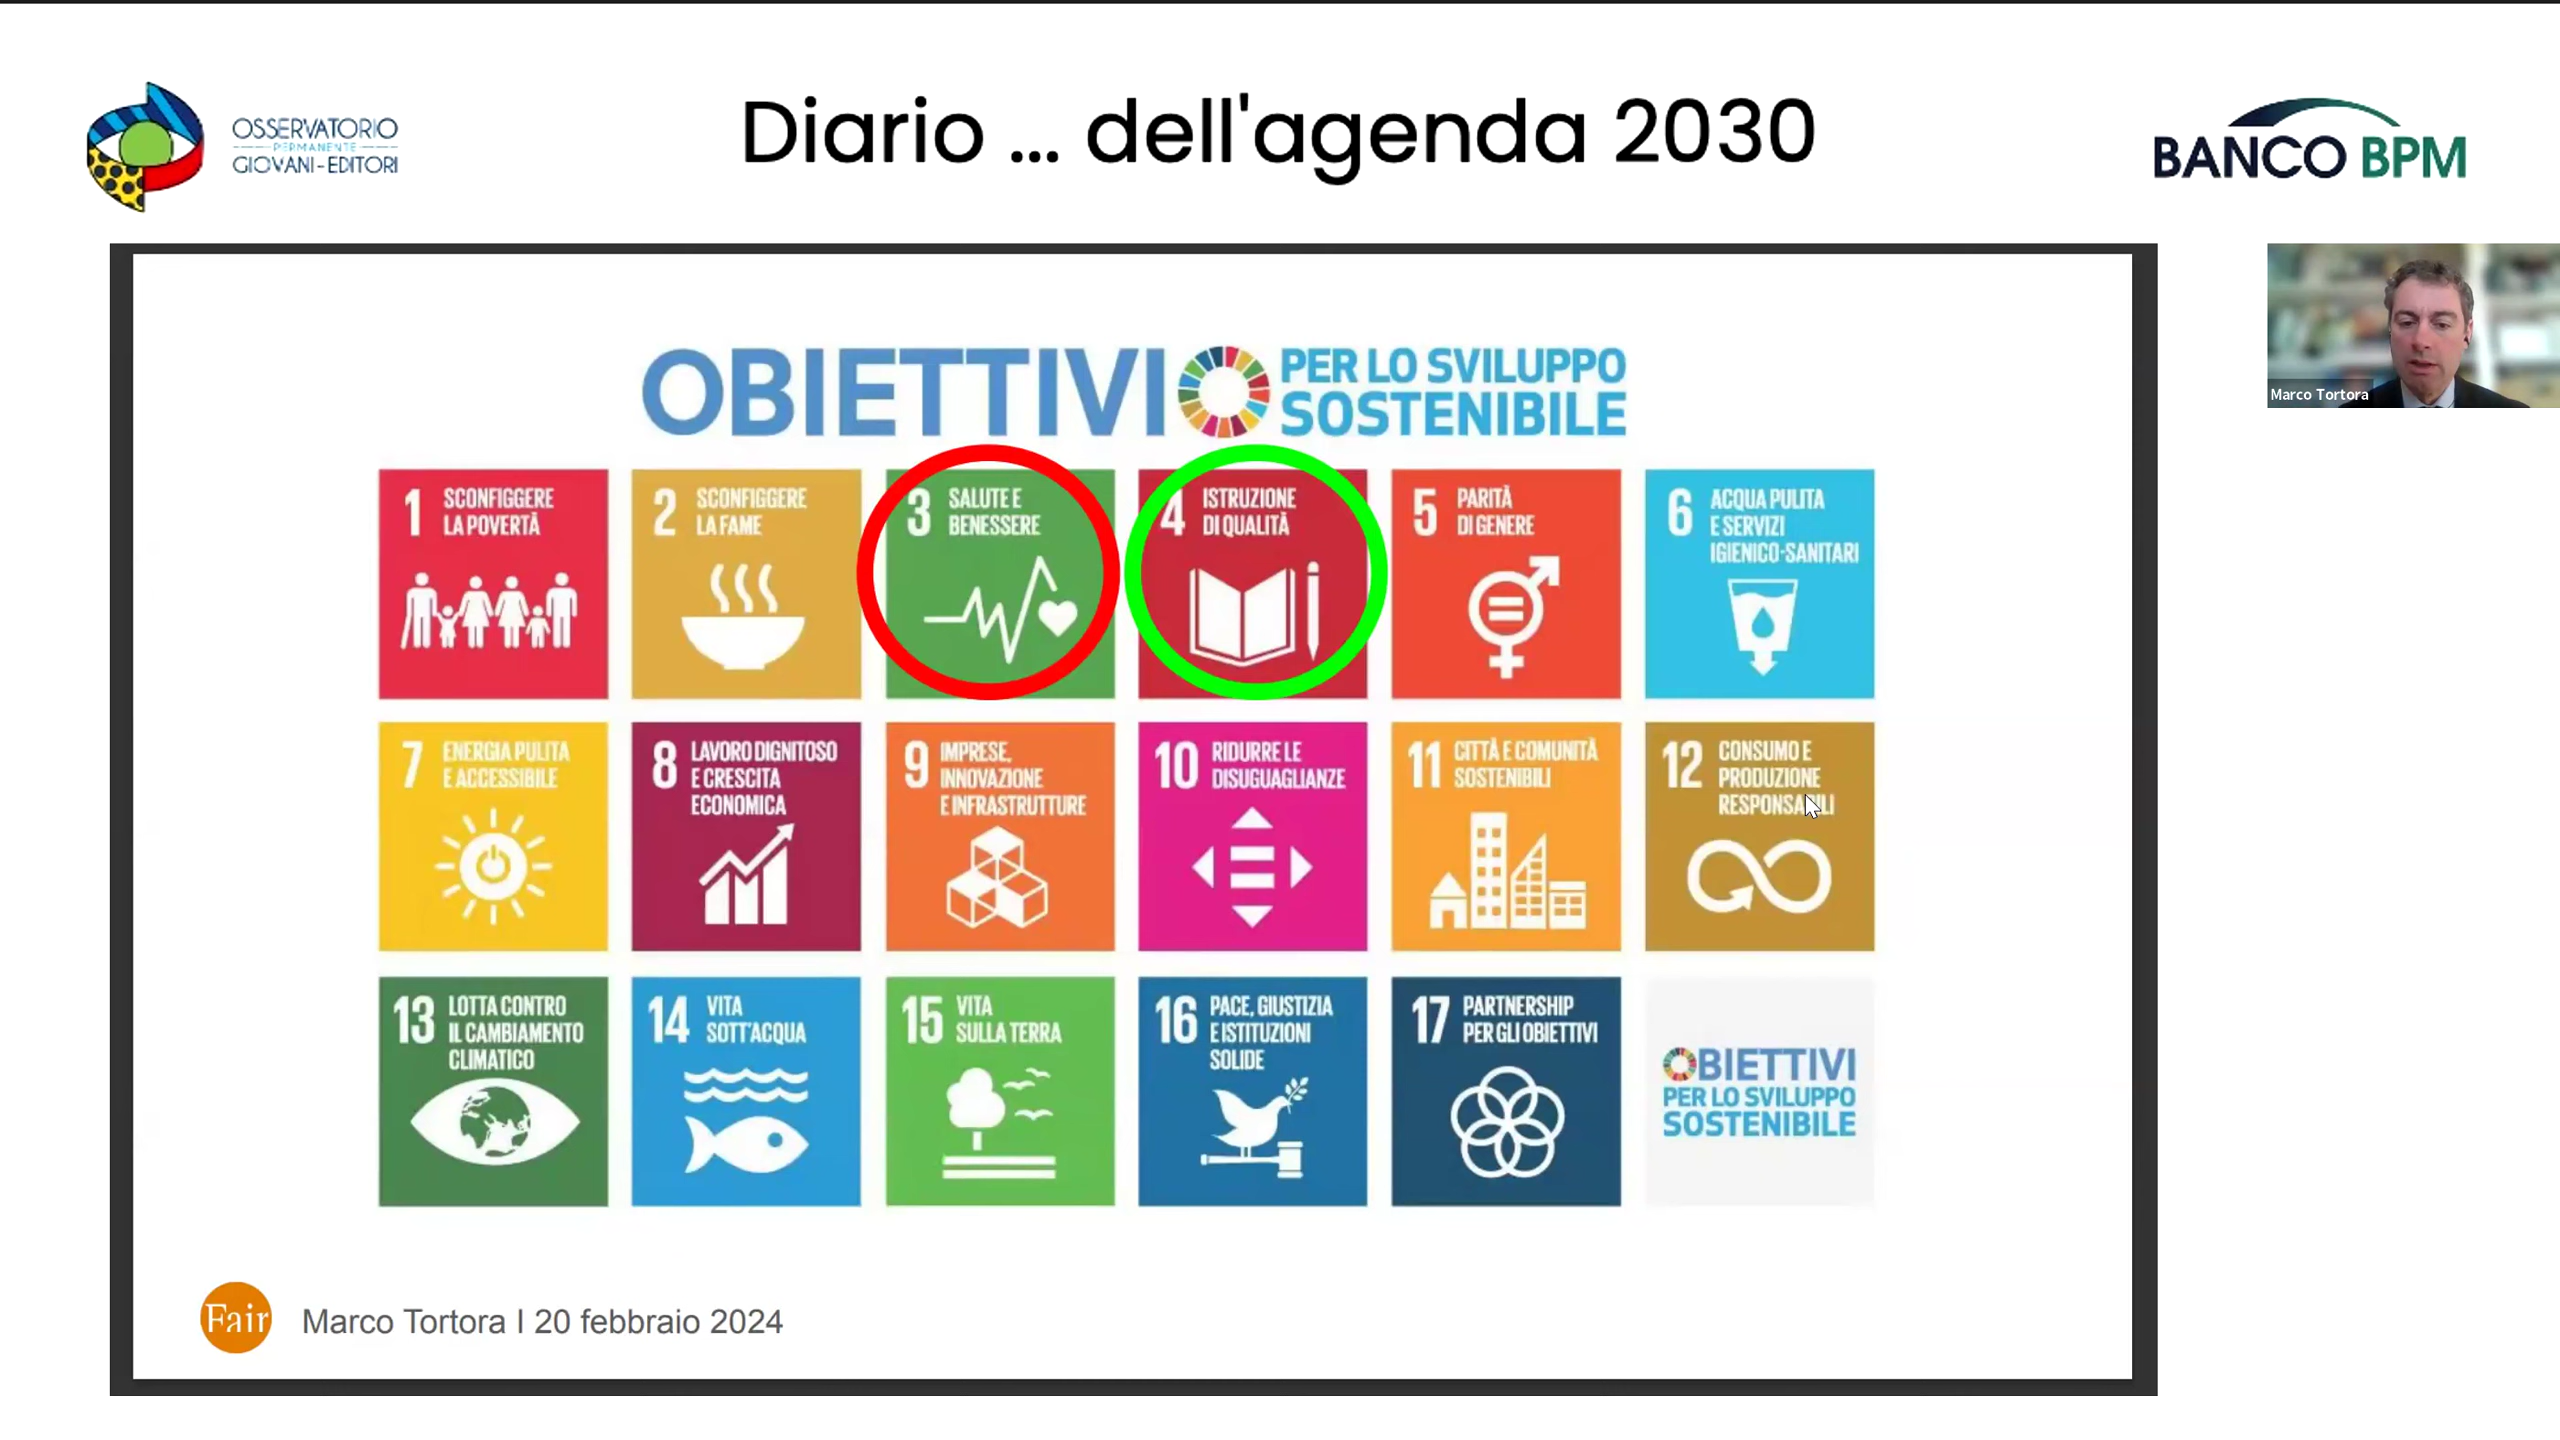 OSSERVATORIO
PERMANENTE
GIOVANI-EDITORI
Diario ... dell'agenda 2030
BANCO BPM
Marco Tortora
OBIETTIVI
PER LO SVILUPPO
SOSTENIBILE
1 SCONFIGGERE
LA POVERTÀ
2 SCONFIGGERE
LA FAME
3 SALUTE E
BENESSERE
4 ISTRUZIONE
DI QUALITÀ
5 PARITÀ
DI GENERE
6 ACQUA PULITA
E SERVIZI
IGIENICO-SANITARI
7 ENERGIA PULITA
E ACCESSIBILE
8 LAVORO DIGNITOSO
E CRESCITA
ECONOMICA
9 IMPRESE,
INNOVAZIONE
E INFRASTRUTTURE
10 RIDURRE LE
DISUGUAGLIANZE
11 CITTÀ E COMUNITÀ
SOSTENIBILI
12 CONSUMO E
PRODUZIONE
RESPONSABILI
13 LOTTA CONTRO
IL CAMBIAMENTO
CLIMATICO
14 VITA
SOTT'ACQUA
15 VITA
SULLA TERRA
16 PACE, GIUSTIZIA
E ISTITUZIONI
SOLIDE
17 PARTNERSHIP
PER GLI OBIETTIVI
OBIETTIVI
PER LO SVILUPPO
SOSTENIBILE
Fair
Marco Tortora I 20 febbraio 2024